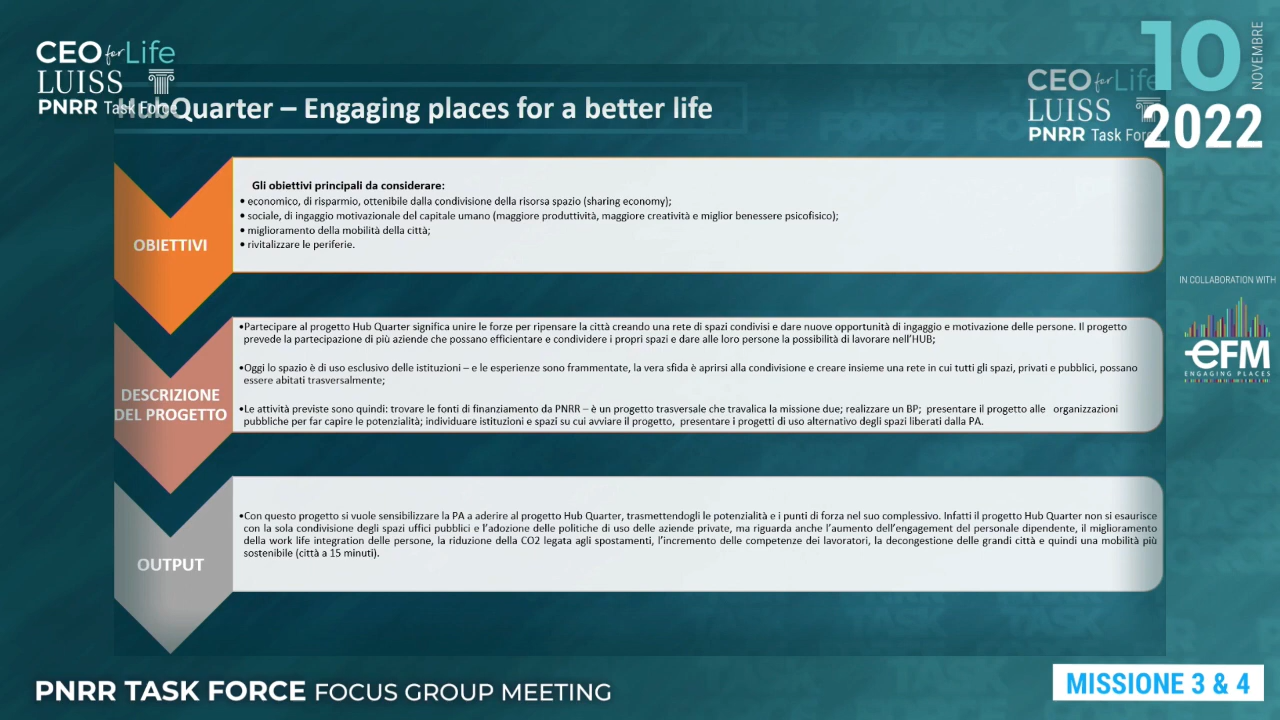 CEO for Life
LUISS
PNRR Task Force
HubQuarter – Engaging places for a better life
CEO for Life
LUISS
PNRR Task Force
10
NOVEMBRE
2022
OBIETTIVI
Gli obiettivi principali da considerare:
• economico, di risparmio, ottenibile dalla condivisione della risorsa spazio (sharing economy);
• sociale, di ingaggio motivazionale del capitale umano (maggiore produttività, maggiore creatività e miglior benessere psicofisico);
• miglioramento della mobilità della città;
• rivitalizzare le periferie.
IN COLLABORATION WITH
eFM
ENGAGING PLACES
DESCRIZIONE
DEL PROGETTO
•Partecipare al progetto Hub Quarter significa unire le forze per ripensare la città creando una rete di spazi condivisi e dare nuove opportunità di ingaggio e motivazione delle persone. Il progetto
prevede la partecipazione di più aziende che possano efficientare e condividere i propri spazi e dare alle loro persone la possibilità di lavorare nell'HUB;
•Oggi lo spazio è di uso esclusivo delle istituzioni – e le esperienze sono frammentate, la vera sfida è aprirsi alla condivisione e creare insieme una rete in cui tutti gli spazi, privati e pubblici, possano
essere abitati trasversalmente;
•Le attività previste sono quindi: trovare le fonti di finanziamento da PNRR – è un progetto trasversale che travalica la missione due; realizzare un BP; presentare il progetto alle organizzazioni
pubbliche per far capire le potenzialità; individuare istituzioni e spazi su cui avviare il progetto, presentare i progetti di uso alternativo degli spazi liberati dalla PA.
OUTPUT
•Con questo progetto si vuole sensibilizzare la PA a aderire al progetto Hub Quarter, trasmettendogli le potenzialità e i punti di forza nel suo complessivo. Infatti il progetto Hub Quarter non si esaurisce
con la sola condivisione degli spazi uffici pubblici e l'adozione delle politiche di uso delle aziende private, ma riguarda anche l'aumento dell'engagement del personale dipendente, il miglioramento
della work life integration delle persone, la riduzione della CO2 legata agli spostamenti, l'incremento delle competenze dei lavoratori, la decongestione delle grandi città e quindi una mobilità più
sostenibile (città a 15 minuti).
PNRR TASK FORCE FOCUS GROUP MEETING
MISSIONE 3 & 4